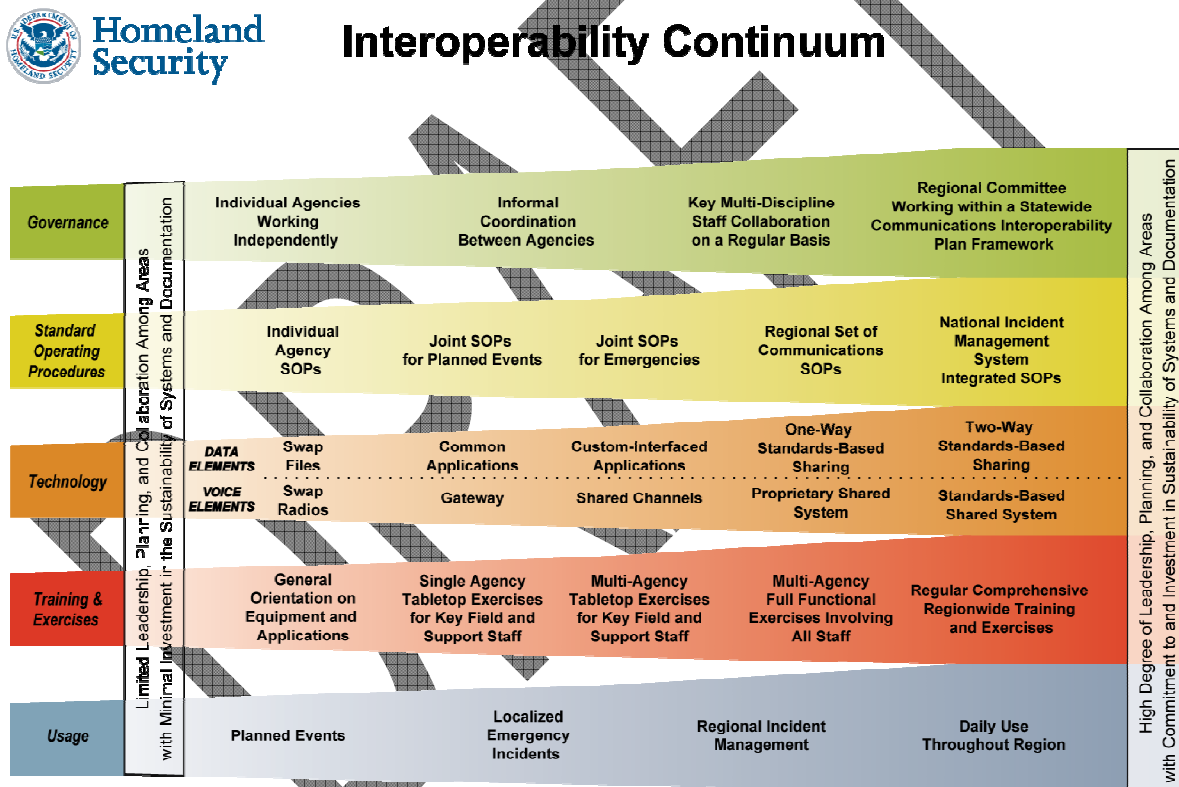 U.S. DEPARTMENT OF
HOMELAND SECURITY
Homeland
Security
Interoperability Continuum
Limited Leadership, Planning, and Collaboration Among Areas
with Minimal Investment in the Sustainability of Systems and Documentation
Governance
Individual Agencies
Working
Independently
Informal
Coordination
Between Agencies
Key Multi-Discipline
Staff Collaboration
on a Regular Basis
Regional Committee
Working within a Statewide
Communications Interoperability
Plan Framework
Standard
Operating
Procedures
Individual
Agency
SOPs
Joint SOPs
for Planned Events
Joint SOPs
for Emergencies
Regional Set of
Communications
SOPs
National Incident
Management
System
Integrated SOPs
Technology
DATA
ELEMENTS
Swap
Files
Common
Applications
Custom-Interfaced
Applications
One-Way
Standards-Based
Sharing
Two-Way
Standards-Based
Sharing
VOICE
ELEMENTS
Swap
Radios
Gateway
Shared Channels
Proprietary Shared
System
Standards-Based
Shared System
Training &
Exercises
General
Orientation on
Equipment and
Applications
Single Agency
Tabletop Exercises
for Key Field and
Support Staff
Multi-Agency
Tabletop Exercises
for Key Field and
Support Staff
Multi-Agency
Full Functional
Exercises Involving
All Staff
Regular Comprehensive
Regionwide Training
and Exercises
Usage
Planned Events
Localized
Emergency
Incidents
Regional Incident
Management
Daily Use
Throughout Region
High Degree of Leadership, Planning, and Collaboration Among Areas
with Commitment to and Investment in Sustainability of Systems and Documentation